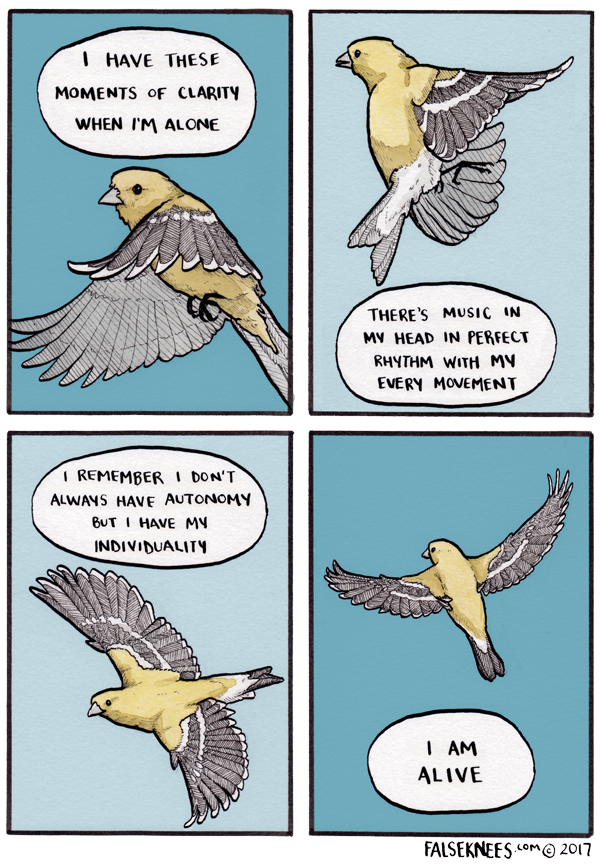 I HAVE THESE
MOMENTS OF CLARITY
WHEN I'M ALONE
THERE'S MUSIC IN
MY HEAD IN PERFECT
RHYTHM WITH MY
EVERY MOVEMENT
I REMEMBER I DON'T
ALWAYS HAVE AUTONOMY
BUT I HAVE MY
INDIVIDUALITY
I AM
ALIVE
FALSEKNEES.COM © 2017